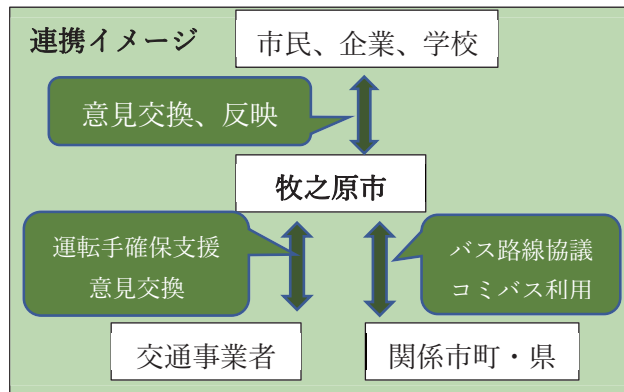 連携イメージ
市民、企業、学校
意見交換、反映
牧之原市
運転手確保支援
意見交換
バス路線協議
コミバス利用
交通事業者
関係市町・県